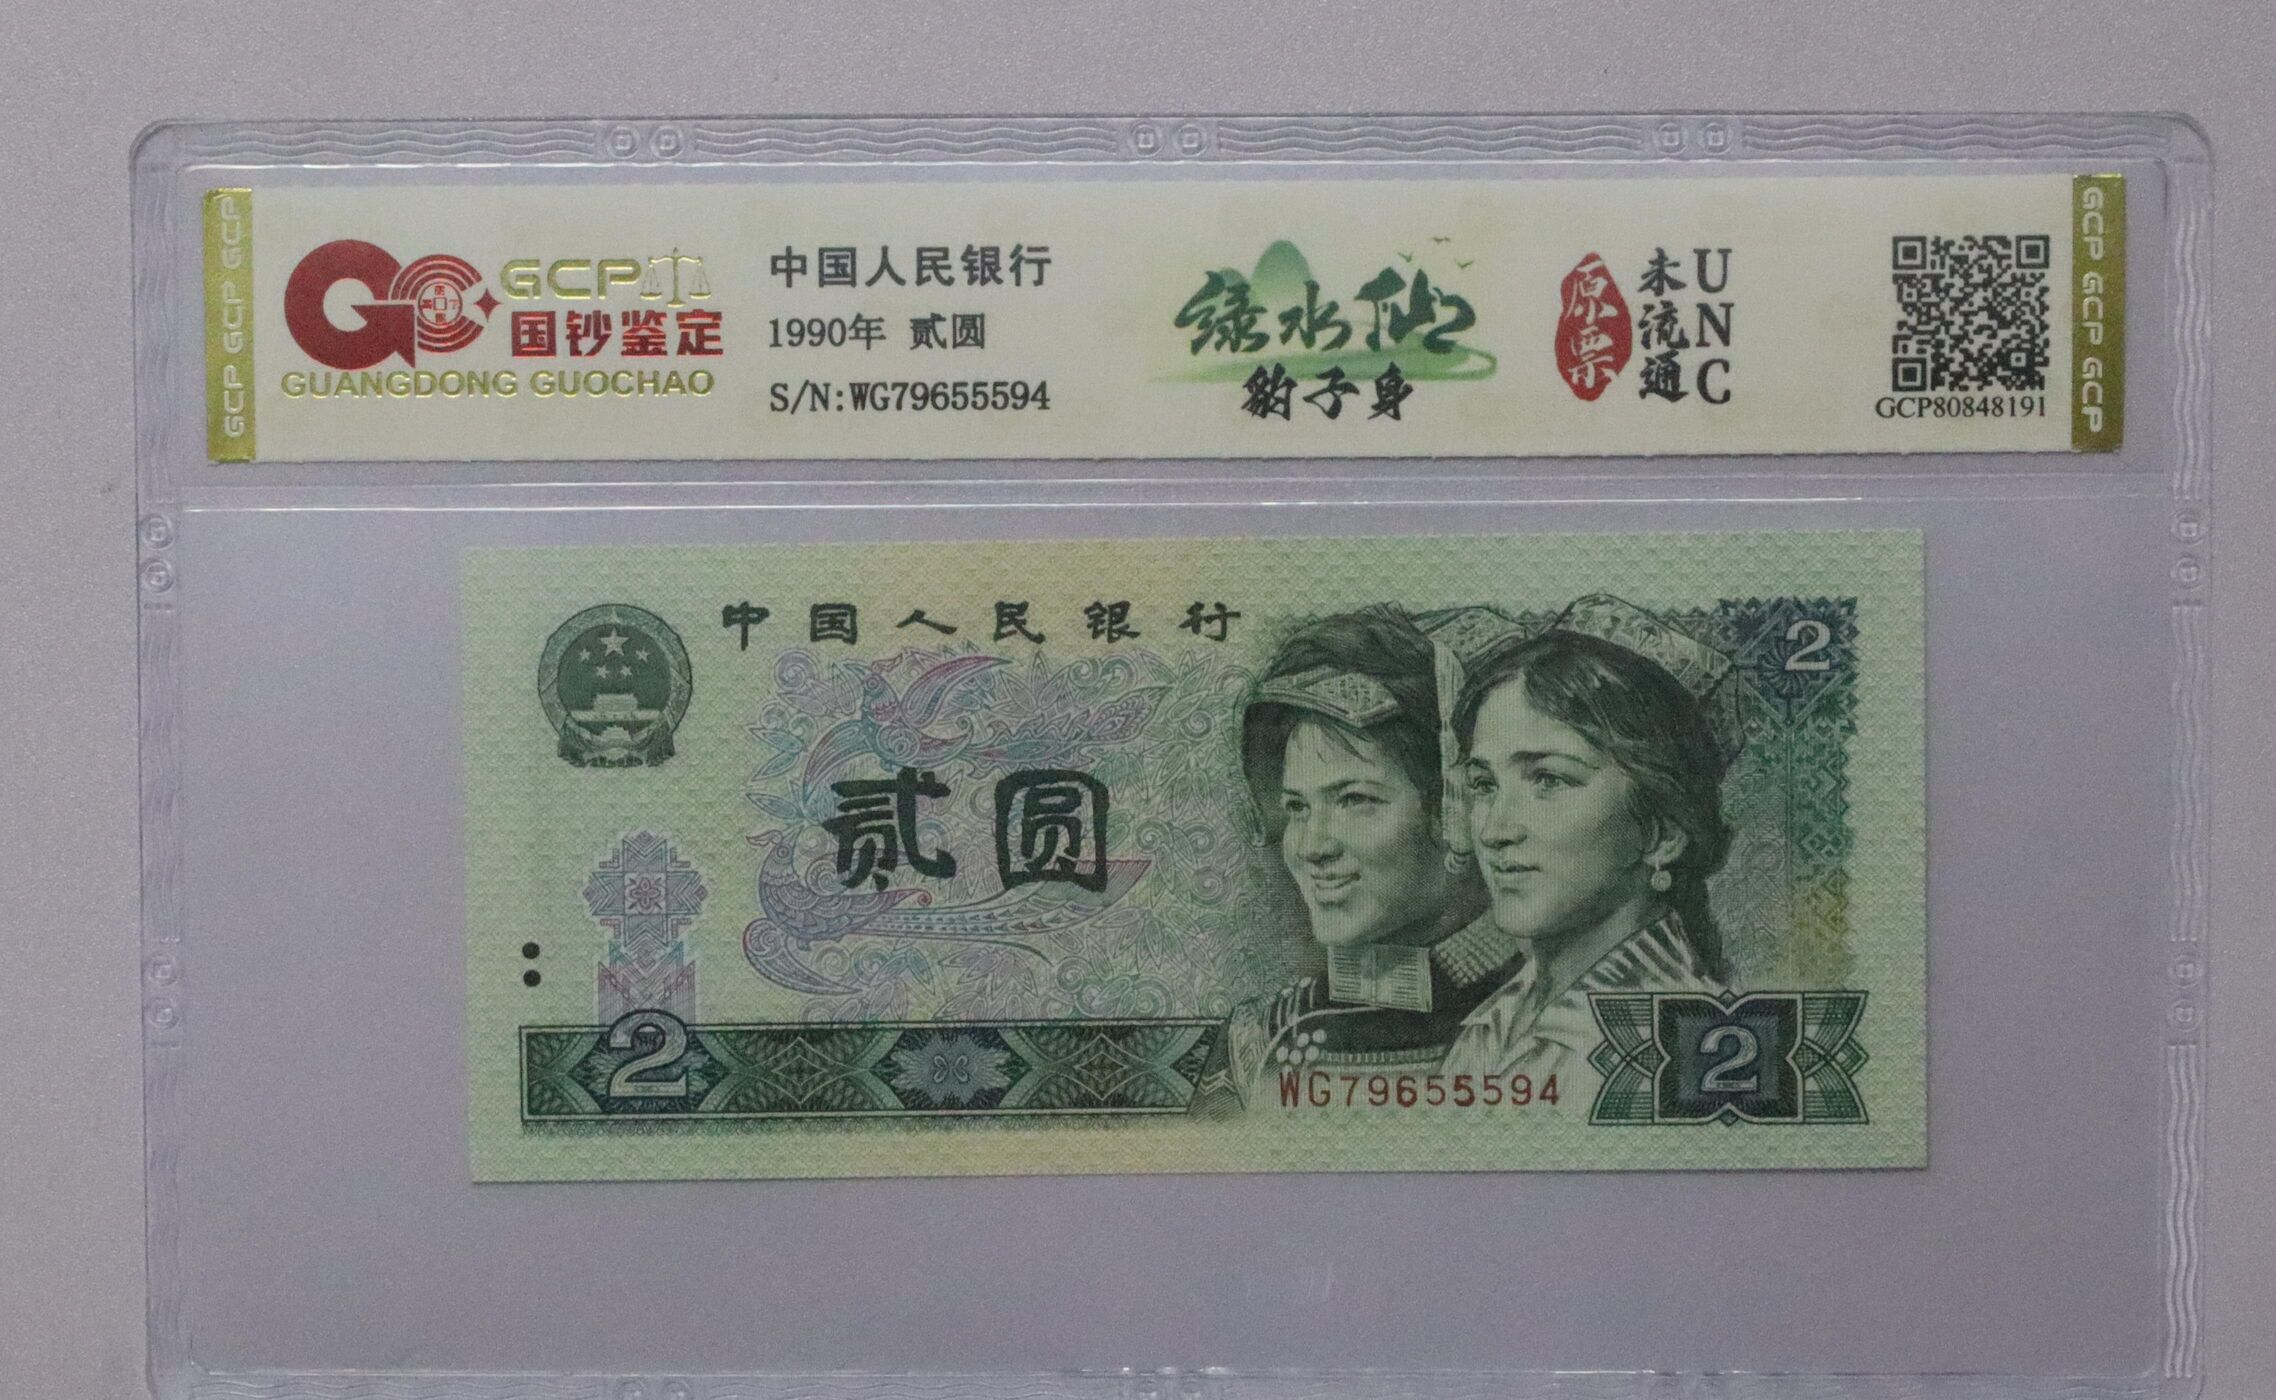 GCP GCP GCP
GCP
国钞鉴定
GUANGDONG GUOCHAO
中国人民银行
1990年 贰圆
S/N:WG79655594
绿水仙
豹子身
原票
未流通
UNC
GCP80848191
GCP GCP GCP
中国人民银行
2
贰圆
2
WG79655594
2